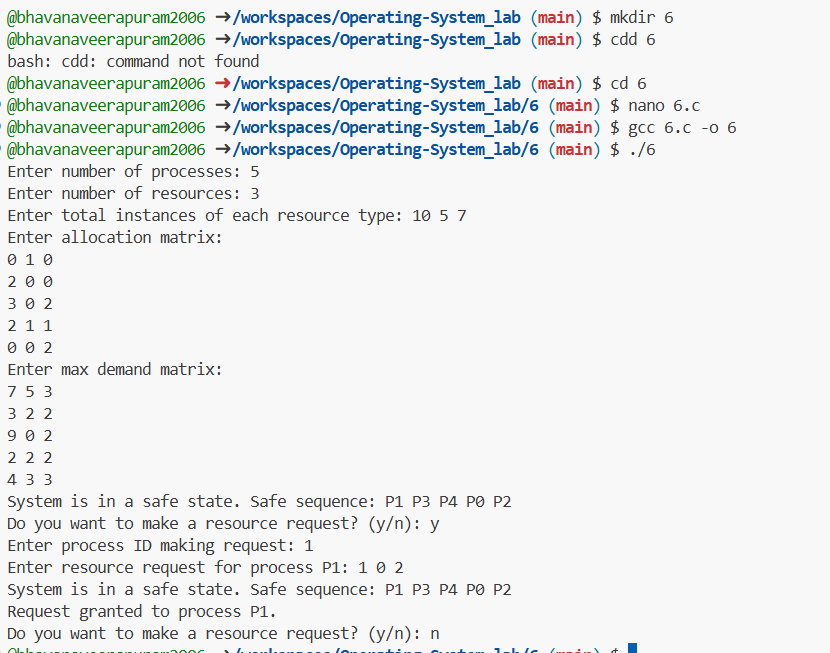 @bhavanaveerapuram2006 →/workspaces/Operating-System_lab (main) $ mkdir 6
@bhavanaveerapuram2006 →/workspaces/Operating-System_lab (main) $ cdd 6
bash: cdd: command not found
@bhavanaveerapuram2006 →/workspaces/Operating-System_lab (main) $ cd 6
@bhavanaveerapuram2006 →/workspaces/Operating-System_lab/6 (main) $ nano 6.c
@bhavanaveerapuram2006 →/workspaces/Operating-System_lab/6 (main) $ gcc 6.c -o 6
@bhavanaveerapuram2006 →/workspaces/Operating-System_lab/6 (main) $ ./6
Enter number of processes: 5
Enter number of resources: 3
Enter total instances of each resource type: 10 5 7
Enter allocation matrix:
0 1 0
2 0 0
3 0 2
2 1 1
0 0 2
Enter max demand matrix:
7 5 3
3 2 2
9 0 2
2 2 2
4 3 3
System is in a safe state. Safe sequence: P1 P3 P4 P0 P2
Do you want to make a resource request? (y/n): y
Enter process ID making request: 1
Enter resource request for process P1: 1 0 2
System is in a safe state. Safe sequence: P1 P3 P4 P0 P2
Request granted to process P1.
Do you want to make a resource request? (y/n): n
@bhavanaveerapuram2006 →/workspaces/Operating-System_lab/6 (main) $